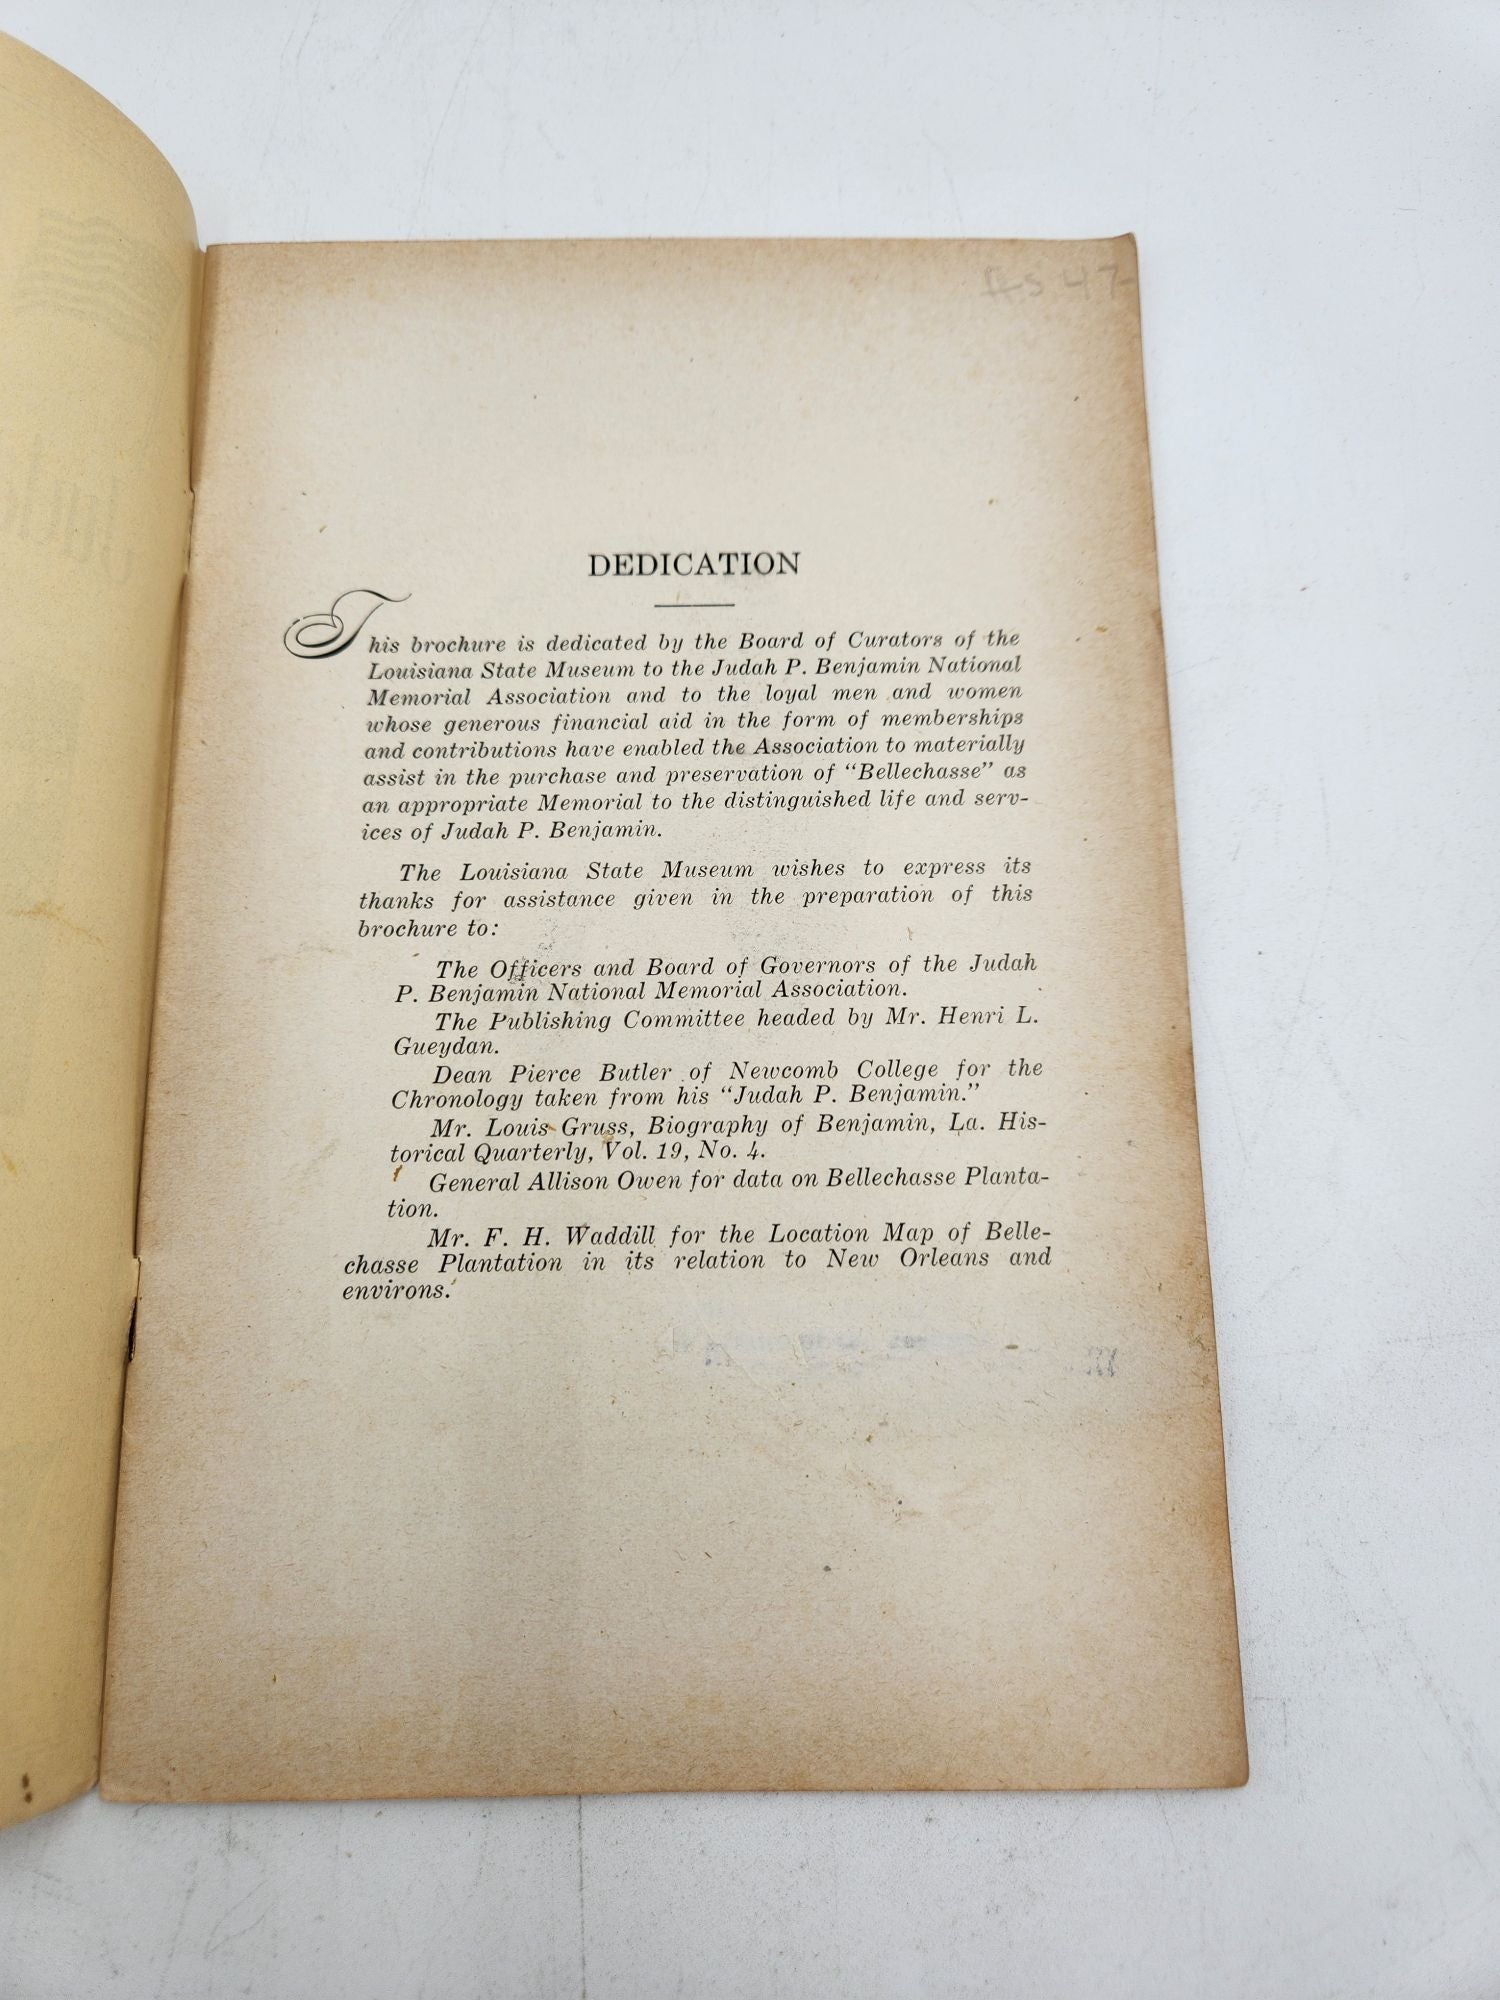 DEDICATION
This brochure is dedicated by the Board of Curators of the
Louisiana State Museum to the Judah P. Benjamin National
Memorial Association and to the loyal men and women
whose generous financial aid in the form of memberships
and contributions have enabled the Association to materially
assist in the purchase and preservation of “Bellechasse” as
an appropriate Memorial to the distinguished life and serv-
ices of Judah P. Benjamin.
The Louisiana State Museum wishes to express its
thanks for assistance given in the preparation of this
brochure to:
The Officers and Board of Governors of the Judah
P. Benjamin National Memorial Association.
The Publishing Committee headed by Mr. Henri L.
Gueydan.
Dean Pierce Butler of Newcomb College for the
Chronology taken from his “Judah P. Benjamin.”
Mr. Louis Gruss, Biography of Benjamin, La. His-
torical Quarterly, Vol. 19, No. 4.
General Allison Owen for data on Bellechasse Planta-
tion.
Mr. F. H. Waddill for the Location Map of Belle-
chasse Plantation in its relation to New Orleans and
environs.